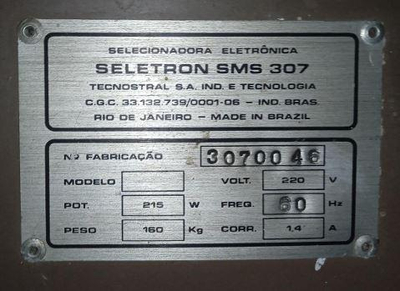 SELECIONADORA ELETRÔNICA
SELETRON SMS 307
TECNOSTRAL S.A. IND. E TECNOLOGIA
C.G.C. 33.132.739/0001-06 - IND. BRAS.
RIO DE JANEIRO - MADE IN BRAZIL
Nº FABRICAÇÃO 3070046
MODELO VOLT. 220 V
POT. 215 W FREQ. 60 Hz
PESO 160 Kg CORR. 1,4 A